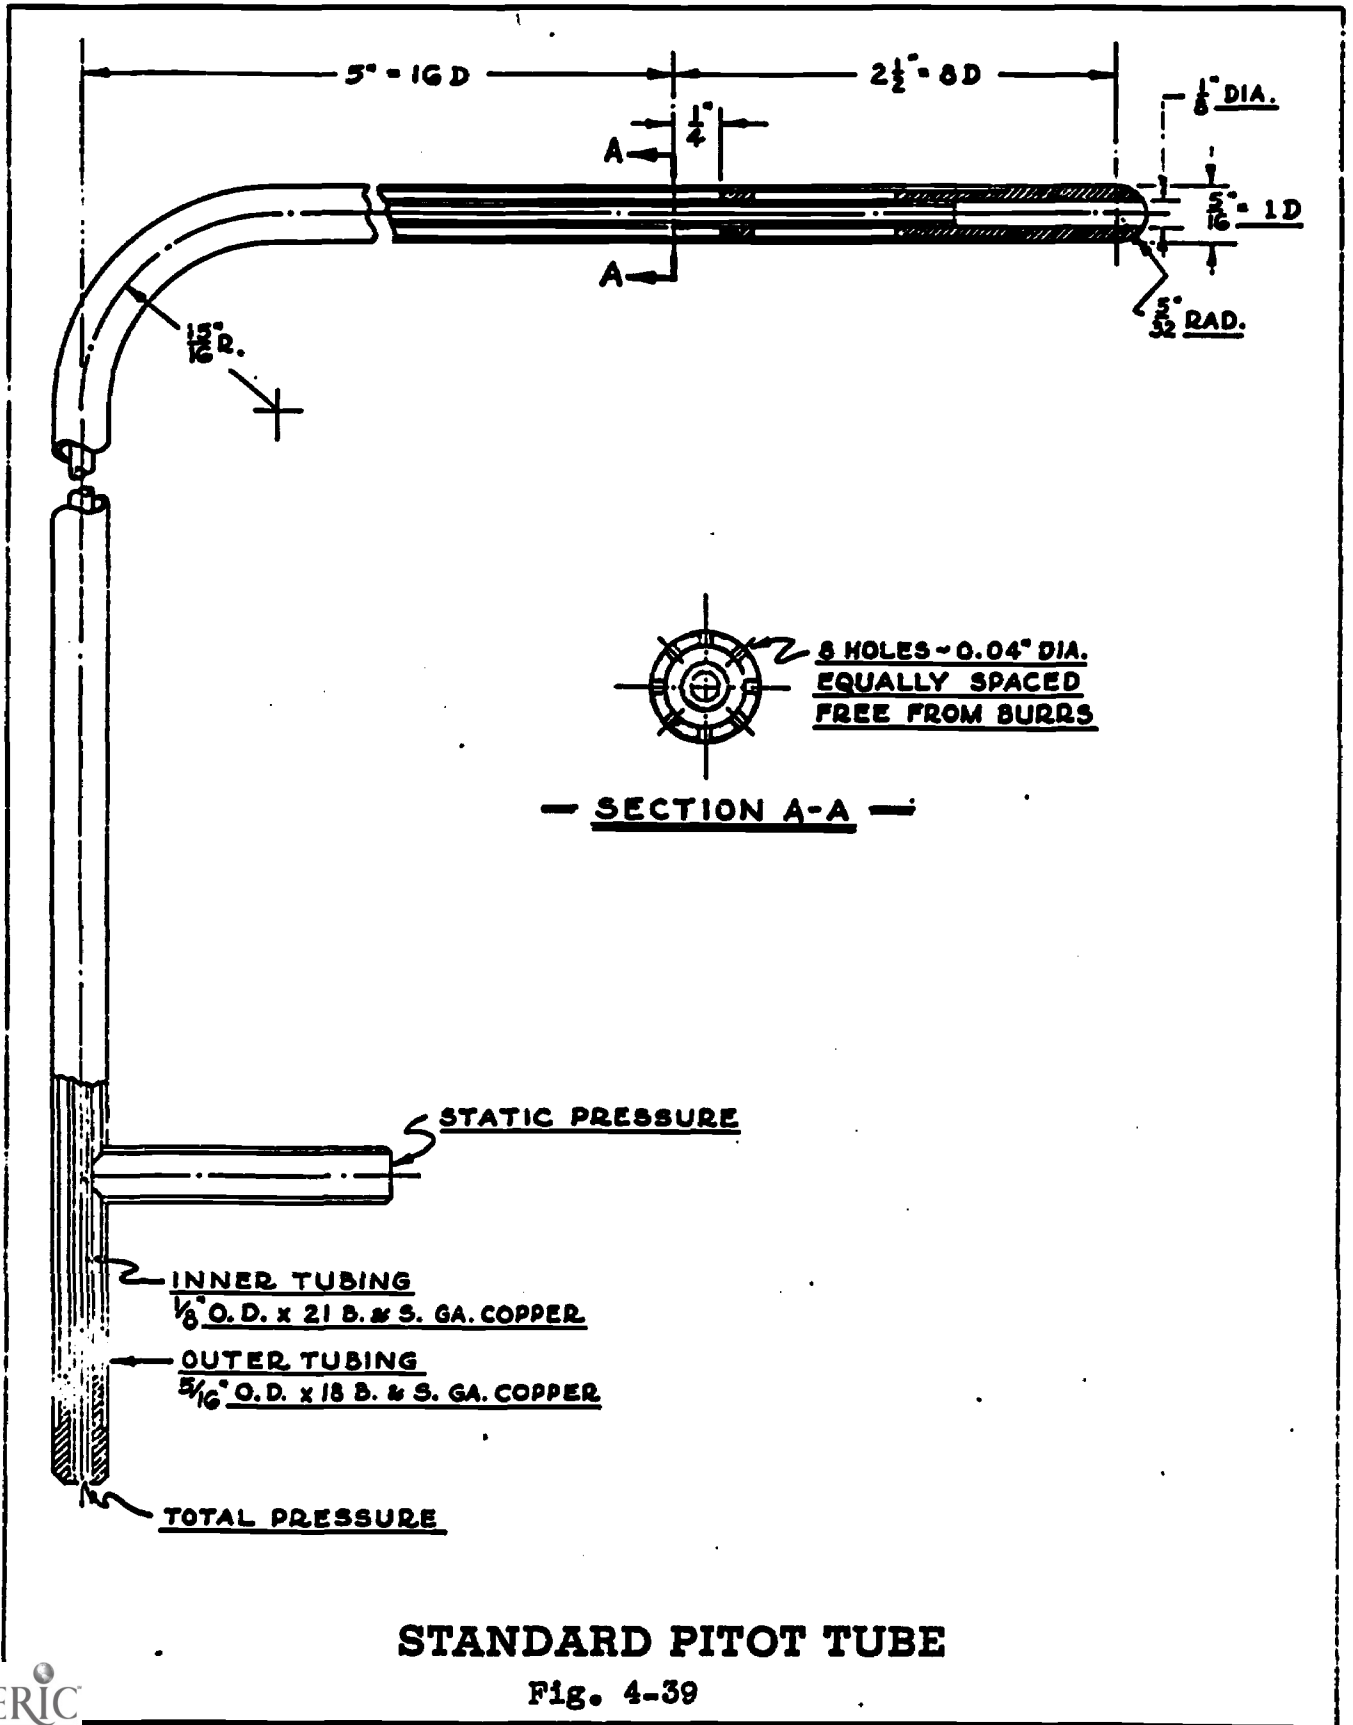 5" = 16 D
2 1/2" = 8 D
1/8" DIA.
1/4"
A
5/16" = 1 D
A
5/32" RAD.
15/16" R.
8 HOLES - 0.04" DIA.
EQUALLY SPACED
FREE FROM BURRS
SECTION A-A
STATIC PRESSURE
INNER TUBING
1/8" O.D. x 21 B. & S. GA. COPPER
OUTER TUBING
5/16" O.D. x 18 B. & S. GA. COPPER
TOTAL PRESSURE
STANDARD PITOT TUBE
Fig. 4-39
ERIC